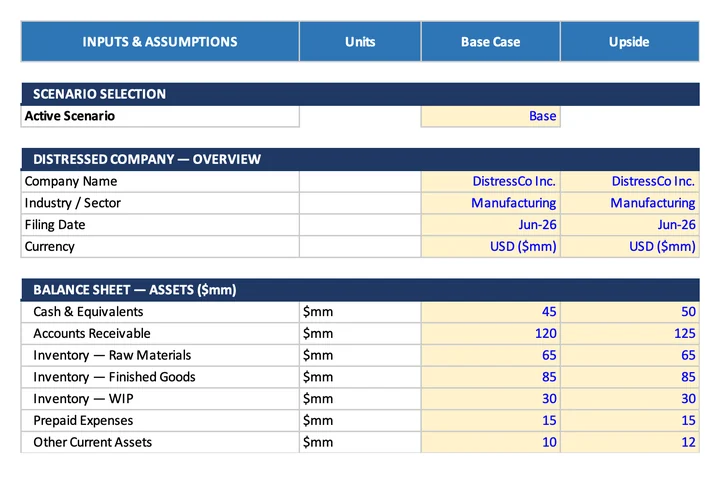 INPUTS & ASSUMPTIONS Units Base Case Upside
SCENARIO SELECTION
Active Scenario Base
DISTRESSED COMPANY — OVERVIEW
Company Name DistressCo Inc. DistressCo Inc.
Industry / Sector Manufacturing Manufacturing
Filing Date Jun-26 Jun-26
Currency USD ($mm) USD ($mm)
BALANCE SHEET — ASSETS ($mm)
Cash & Equivalents $mm 45 50
Accounts Receivable $mm 120 125
Inventory — Raw Materials $mm 65 65
Inventory — Finished Goods $mm 85 85
Inventory — WIP $mm 30 30
Prepaid Expenses $mm 15 15
Other Current Assets $mm 10 12